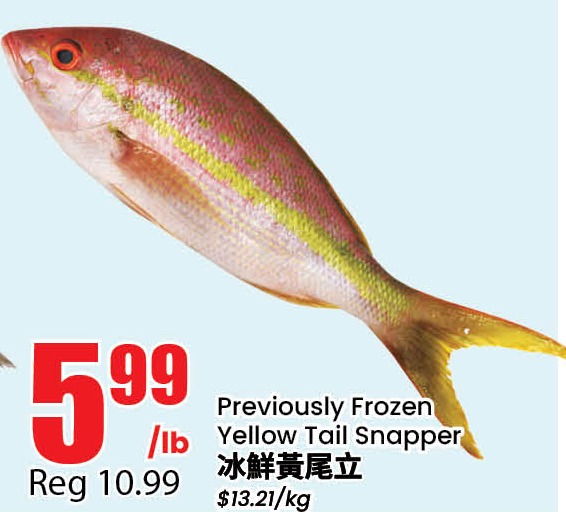 5.99
/lb
Reg 10.99
Previously Frozen
Yellow Tail Snapper
冰鮮黃尾立
$13.21/kg